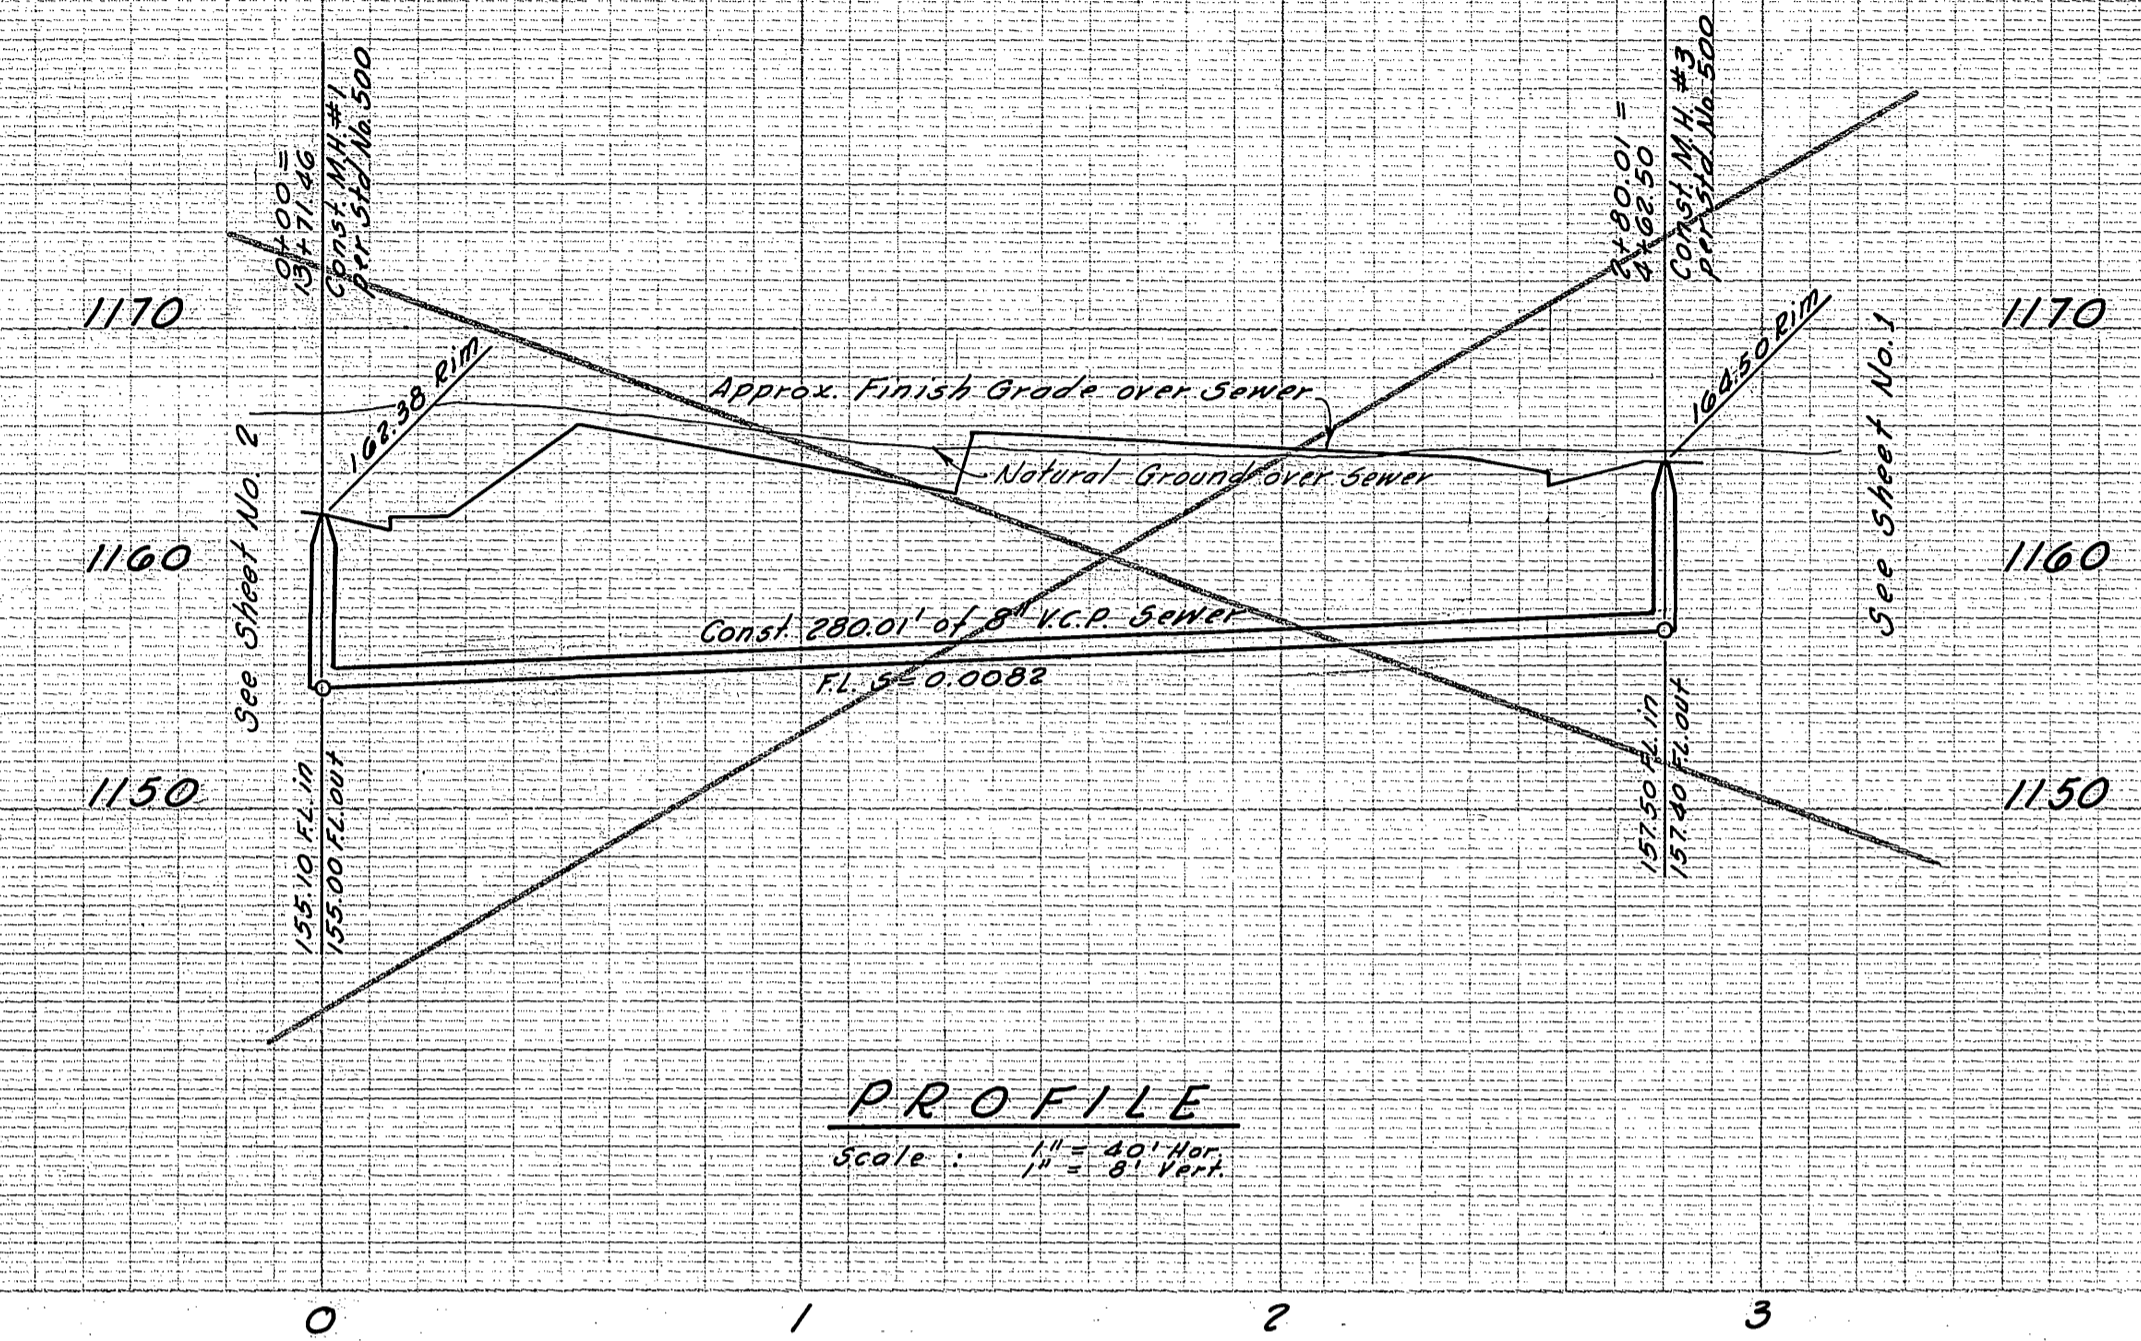 0+00 =
13+71.46
Const. M.H. #1
per Std. No. 500
2+80.01 =
4+62.50
Const. M.H. #3
per Std. No. 500
1170
1170
162.38 Rim
164.50 Rim
Approx. Finish Grade over Sewer
Natural Ground over Sewer
See Sheet No. 2
See Sheet No. 1
1160
1160
Const. 280.01' of 8" V.C.P. Sewer
F.L. S = 0.0082
1150
1150
155.10 F.L. in
155.00 F.L. out
157.50 F.L. in
157.40 F.L. out
PROFILE
Scale : 1" = 40' Hor.
1" = 8' Vert.
0 1 2 3